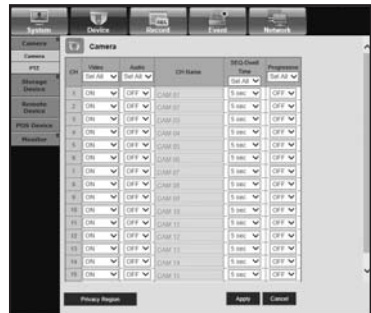 System Device Record Event Network
Camera
Camera
PTZ
Storage Device
Remote Device
POS Device
Monitor
Camera
CH Video Audio CH Name SEQ-Dwell Time Progressive
Set All Set All Set All Set All
1 ON OFF CAM 01 5 sec OFF
2 ON OFF CAM 02 5 sec OFF
3 ON OFF CAM 03 5 sec OFF
4 ON OFF CAM 04 5 sec OFF
5 ON OFF CAM 05 5 sec OFF
6 ON OFF CAM 06 5 sec OFF
7 ON OFF CAM 07 5 sec OFF
8 ON OFF CAM 08 5 sec OFF
9 ON OFF CAM 09 5 sec OFF
10 ON OFF CAM 10 5 sec OFF
11 ON OFF CAM 11 5 sec OFF
12 ON OFF CAM 12 5 sec OFF
13 ON OFF CAM 13 5 sec OFF
14 ON OFF CAM 14 5 sec OFF
15 ON OFF CAM 15 5 sec OFF
Privacy Region Apply Cancel